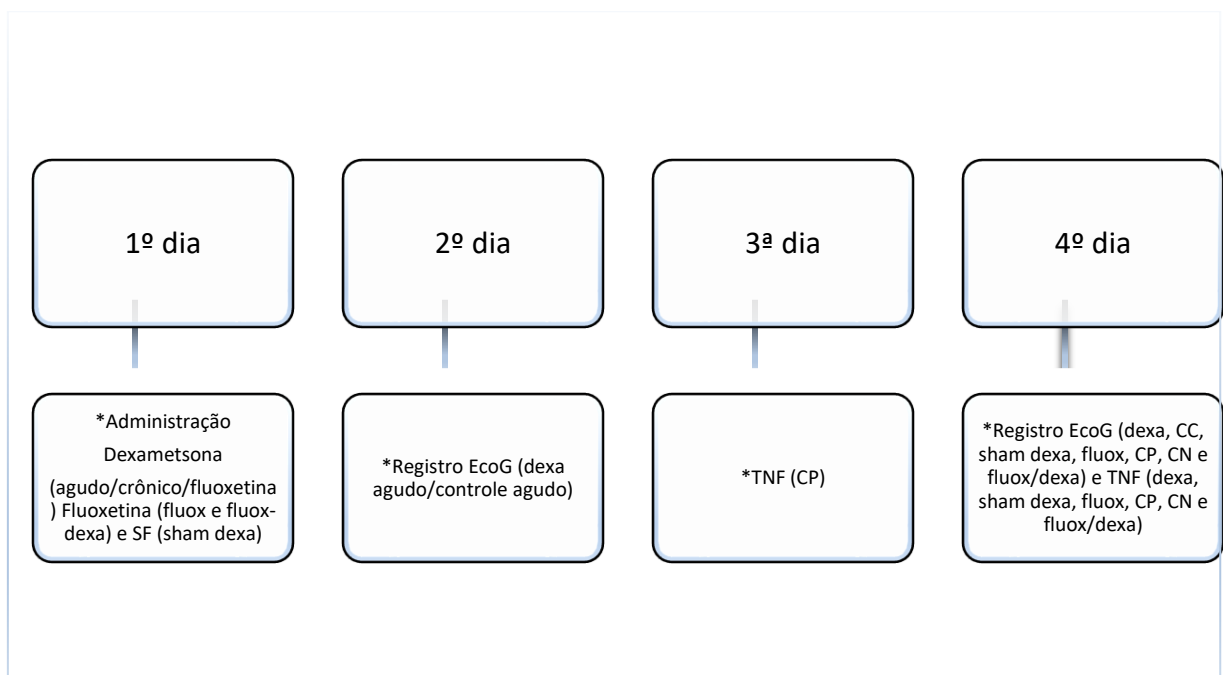 1º dia
2º dia
3ª dia
4º dia
*Administração
Dexametsona
(agudo/crônico/fluoxetina
) Fluoxetina (fluox e fluox-
dexa) e SF (sham dexa)
*Registro EcoG (dexa
agudo/controle agudo)
*TNF (CP)
*Registro EcoG (dexa, CC,
sham dexa, fluox, CP, CN e
fluox/dexa) e TNF (dexa,
sham dexa, fluox, CP, CN e
fluox/dexa)